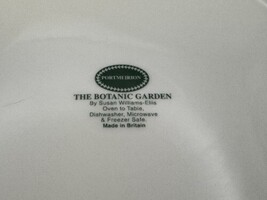 PORTMEIRION
THE BOTANIC GARDEN
By Susan Williams-Ellis
Oven to Table,
Dishwasher, Microwave
& Freezer Safe.
Made in Britain